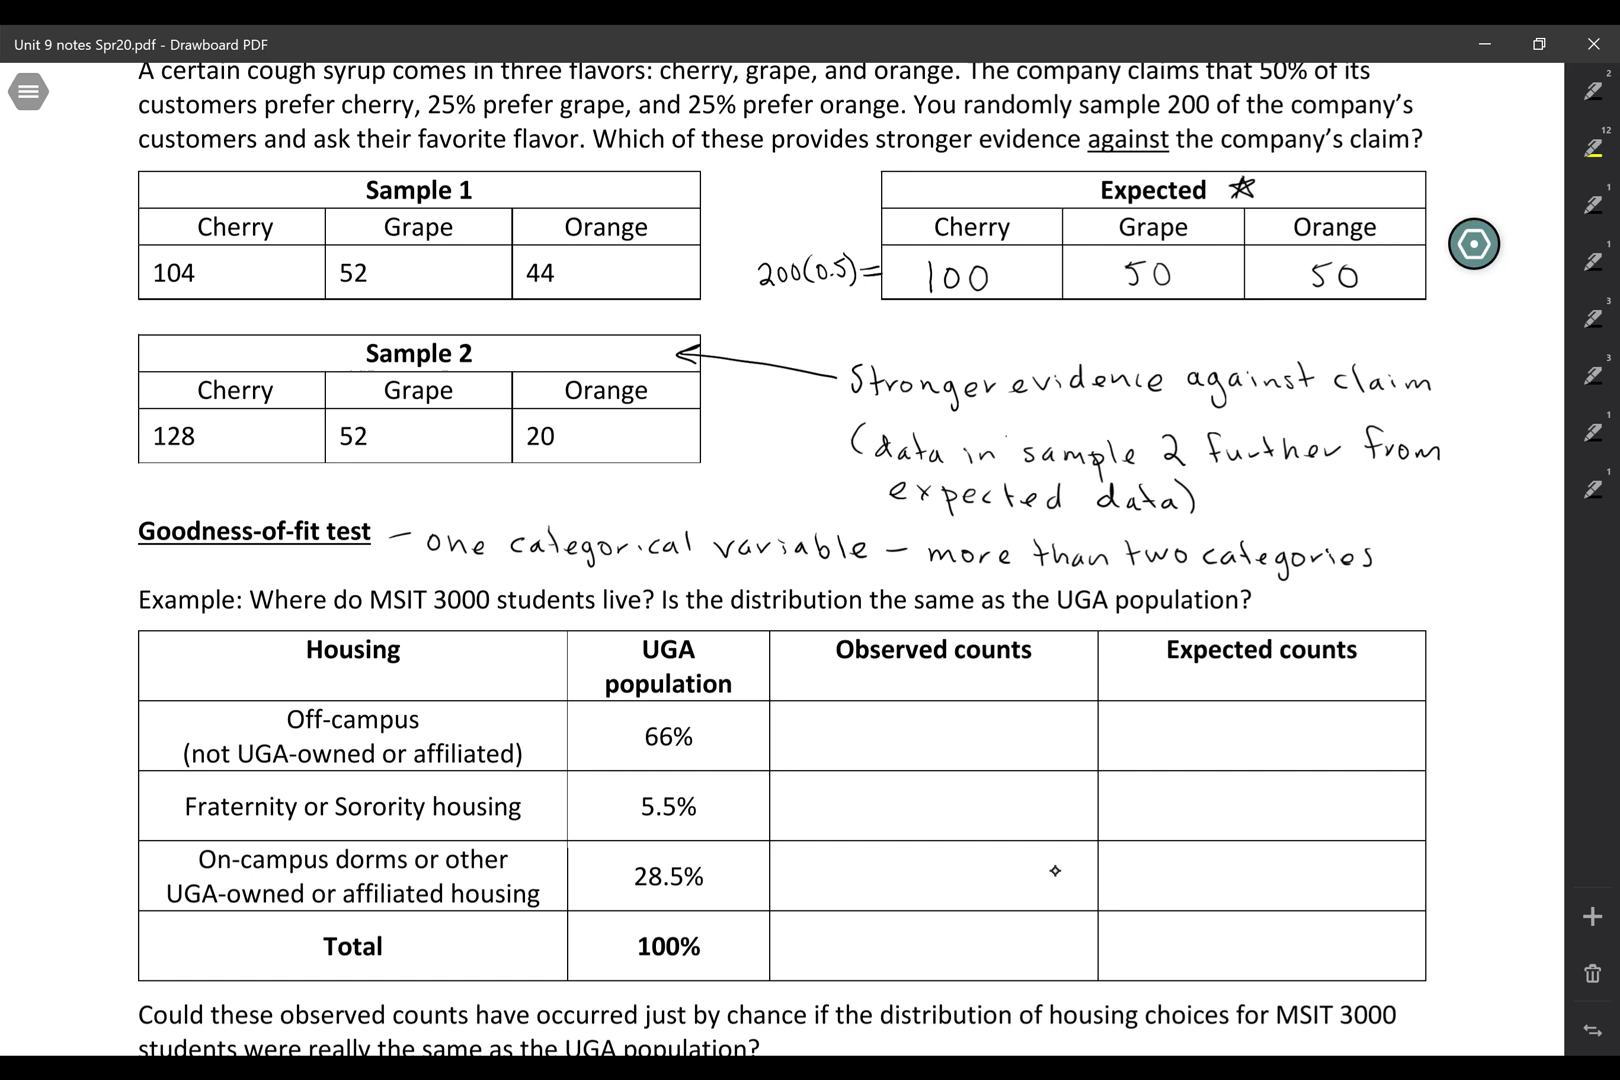 Unit 9 notes Spr20.pdf - Drawboard PDF
A certain cough syrup comes in three flavors: cherry, grape, and orange. The company claims that 50% of its
customers prefer cherry, 25% prefer grape, and 25% prefer orange. You randomly sample 200 of the company's
customers and ask their favorite flavor. Which of these provides stronger evidence against the company's claim?
Sample 1
Cherry Grape Orange
104 52 44
Expected ☆
Cherry Grape Orange
200(0.5)= 100 50 50
Sample 2
Cherry Grape Orange
128 52 20
Stronger evidence against claim
(data in sample 2 further from
expected data)
Goodness-of-fit test – one categorical variable – more than two categories
Example: Where do MSIT 3000 students live? Is the distribution the same as the UGA population?
Housing UGA population Observed counts Expected counts
Off-campus
(not UGA-owned or affiliated) 66%
Fraternity or Sorority housing 5.5%
On-campus dorms or other
UGA-owned or affiliated housing 28.5%
Total 100%
Could these observed counts have occurred just by chance if the distribution of housing choices for MSIT 3000
students were really the same as the UGA population?
2
12
1
1
3
3
1
1